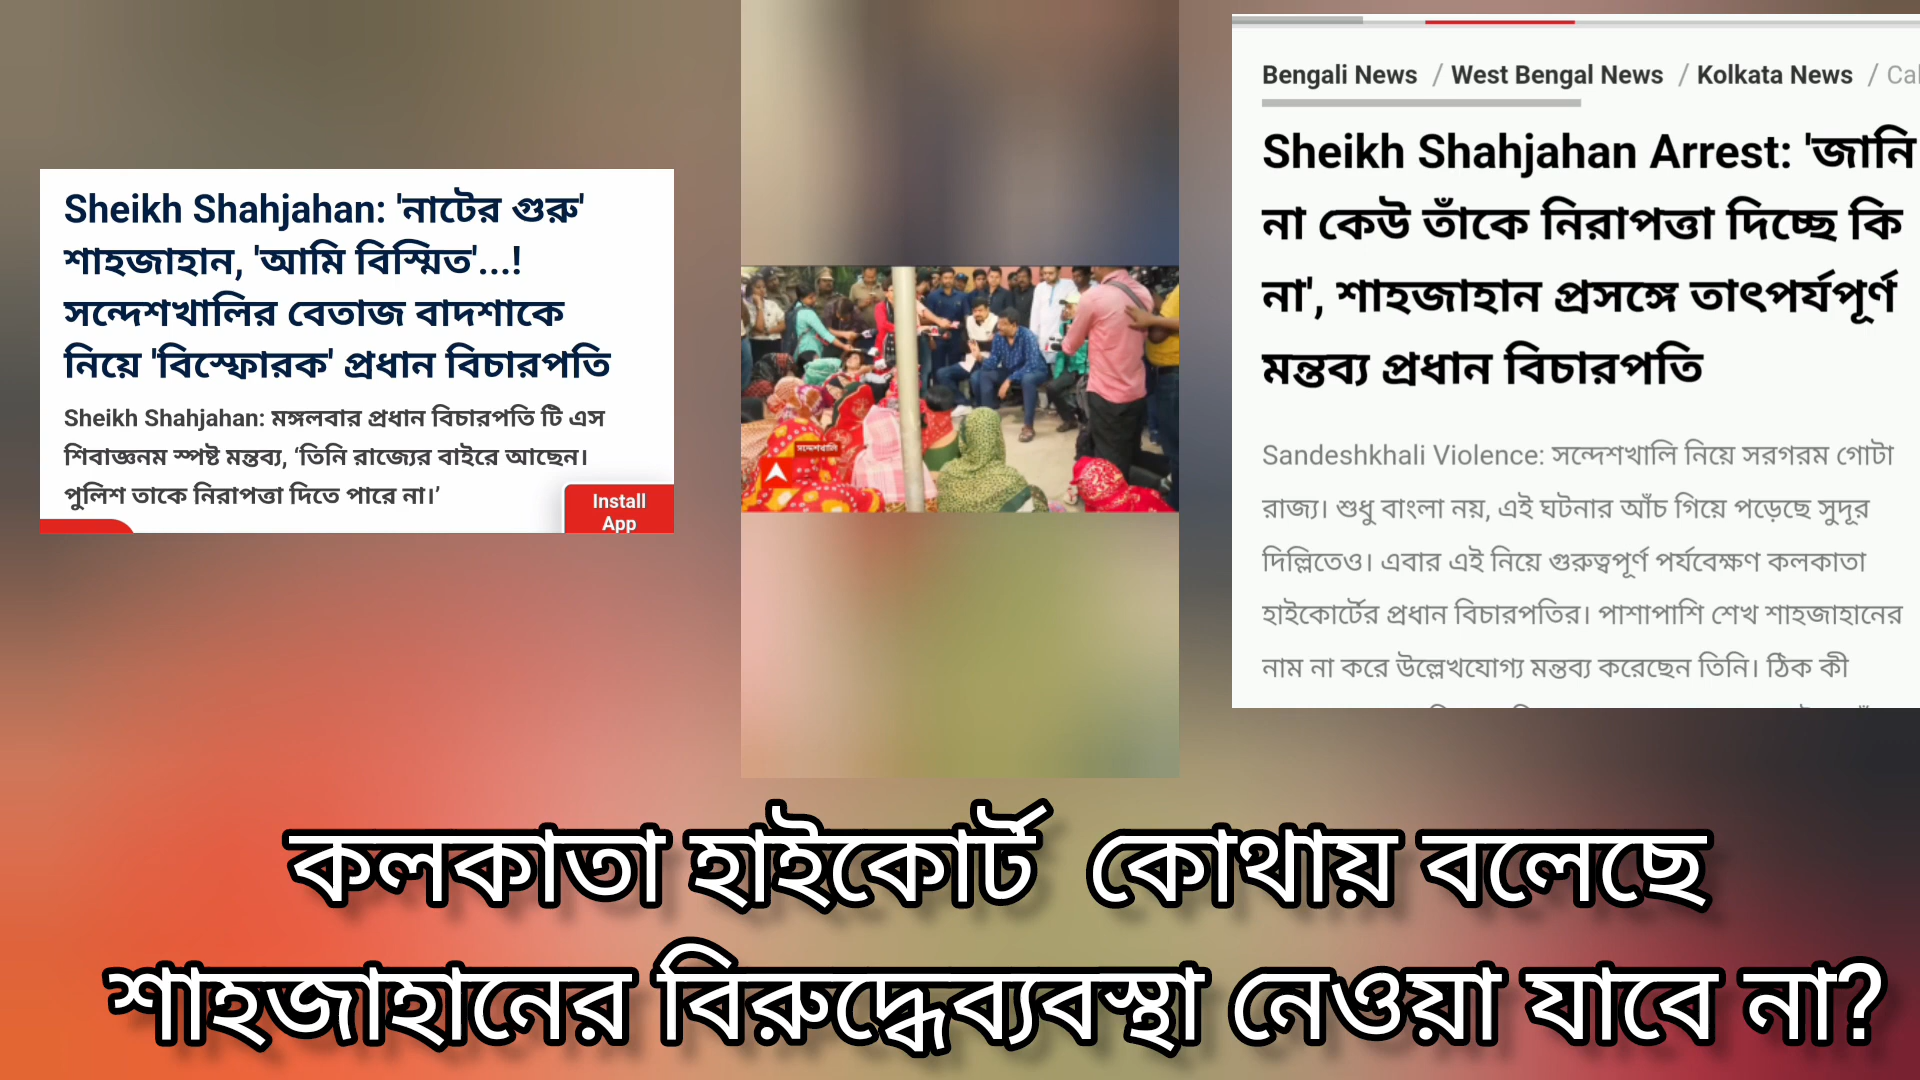 Sheikh Shahjahan: 'নাটের গুরু'
শাহজাহান, 'আমি বিস্মিত'...!
সন্দেশখালির বেতাজ বাদশাকে
নিয়ে 'বিস্ফোরক' প্রধান বিচারপতি
Sheikh Shahjahan: মঙ্গলবার প্রধান বিচারপতি টি এস
শিবাজ্ঞনম স্পষ্ট মন্তব্য, ‘তিনি রাজ্যের বাইরে আছেন।
পুলিশ তাকে নিরাপত্তা দিতে পারে না।’
Install
App
সন্দেশখালি
Bengali News / West Bengal News / Kolkata News / Cal
Sheikh Shahjahan Arrest: 'জানি
না কেউ তাঁকে নিরাপত্তা দিচ্ছে কি
না', শাহজাহান প্রসঙ্গে তাৎপর্যপূর্ণ
মন্তব্য প্রধান বিচারপতি
Sandeshkhali Violence: সন্দেশখালি নিয়ে সরগরম গোটা
রাজ্য। শুধু বাংলা নয়, এই ঘটনার আঁচ গিয়ে পড়েছে সুদূর
দিল্লিতেও। এবার এই নিয়ে গুরুত্বপূর্ণ পর্যবেক্ষণ কলকাতা
হাইকোর্টের প্রধান বিচারপতির। পাশাপাশি শেখ শাহজাহানের
নাম না করে উল্লেখযোগ্য মন্তব্য করেছেন তিনি। ঠিক কী
কলকাতা হাইকোর্ট কোথায় বলেছে
শাহজাহানের বিরুদ্ধেব্যবস্থা নেওয়া যাবে না?